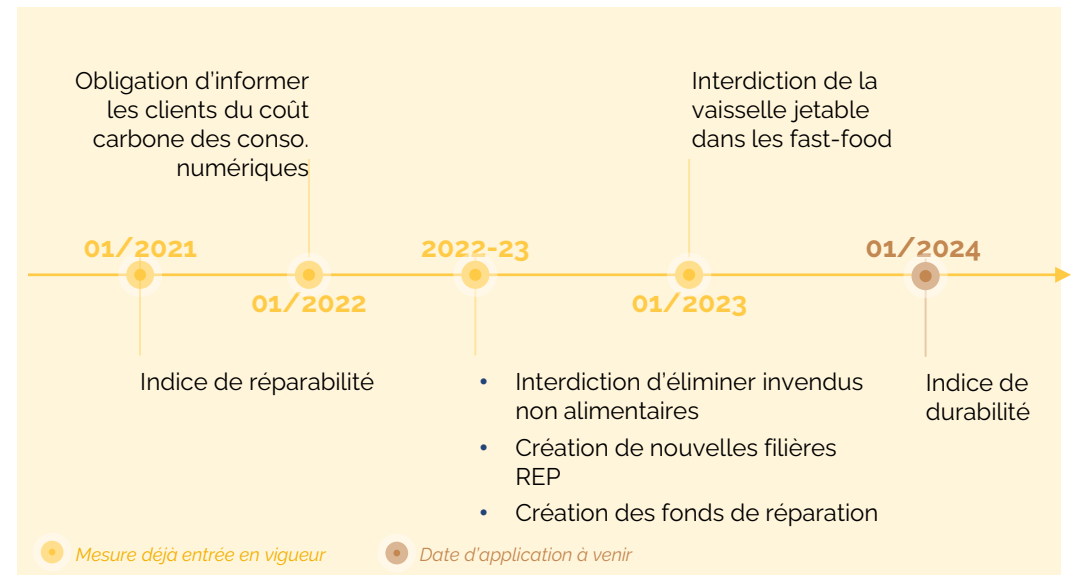 Obligation d'informer
les clients du coût
carbone des conso.
numériques
Interdiction de la
vaisselle jetable
dans les fast-food
01/2021
2022-23
01/2024
01/2022
01/2023
Indice de réparabilité
• Interdiction d'éliminer invendus
non alimentaires
• Création de nouvelles filières
REP
• Création des fonds de réparation
Indice de
durabilité
Mesure déjà entrée en vigueur
Date d'application à venir